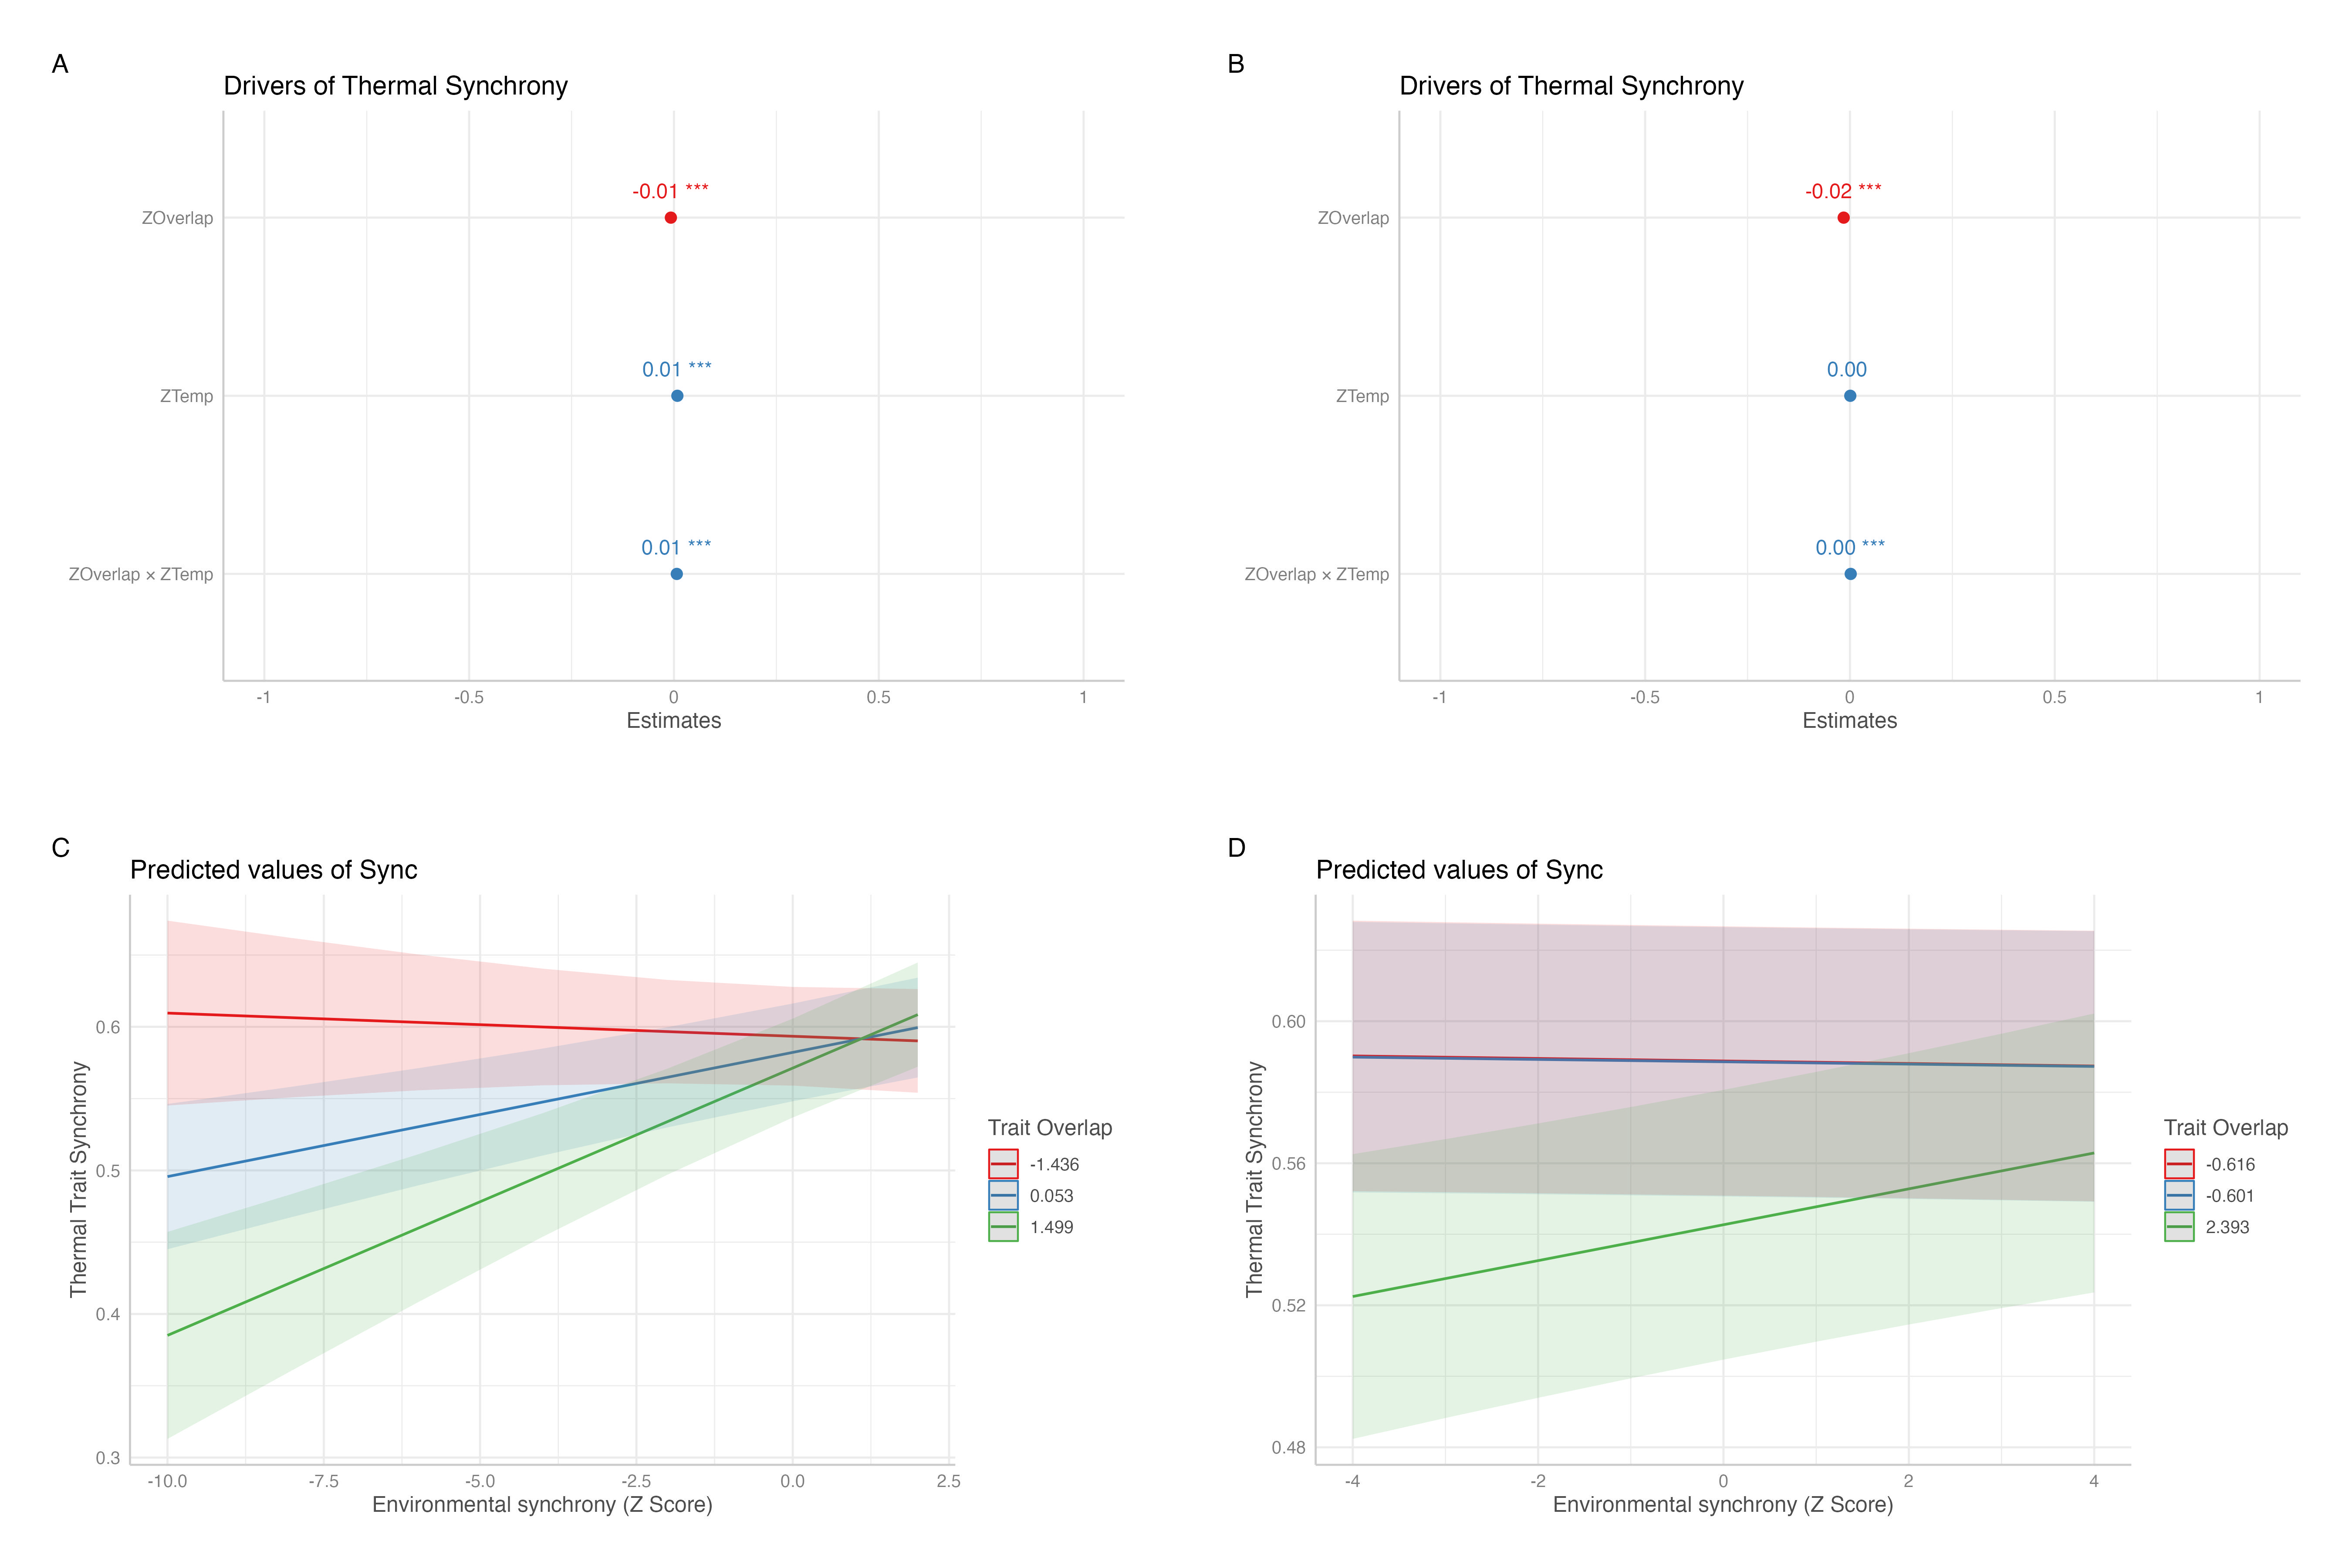 A
Drivers of Thermal Synchrony
ZOverlap
ZTemp
ZOverlap × ZTemp
-0.01 ***
0.01 ***
0.01 ***
-1
-0.5
0
0.5
1
Estimates
B
Drivers of Thermal Synchrony
ZOverlap
ZTemp
ZOverlap × ZTemp
-0.02 ***
0.00
0.00 ***
-1
-0.5
0
0.5
1
Estimates
C
Predicted values of Sync
Thermal Trait Synchrony
0.6
0.5
0.4
0.3
-10.0
-7.5
-5.0
-2.5
0.0
2.5
Environmental synchrony (Z Score)
Trait Overlap
-1.436
0.053
1.499
D
Predicted values of Sync
Thermal Trait Synchrony
0.60
0.56
0.52
0.48
-4
-2
0
2
4
Environmental synchrony (Z Score)
Trait Overlap
-0.616
-0.601
2.393